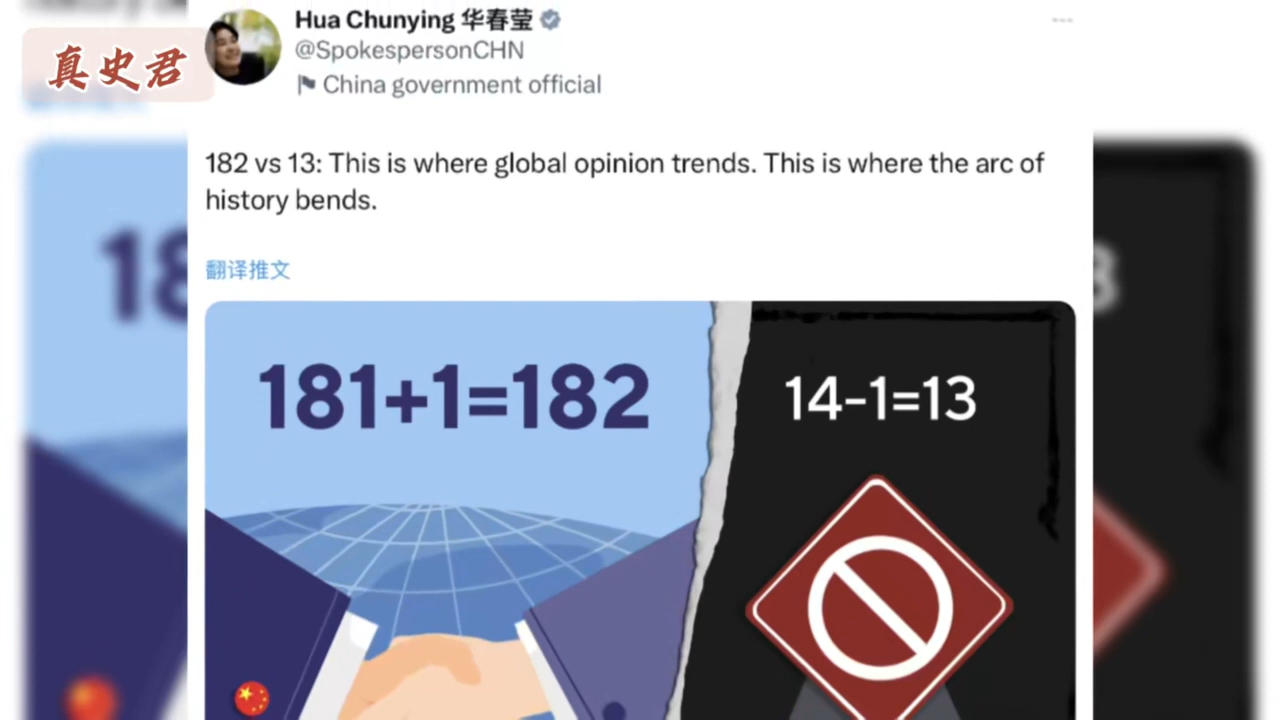 真史君
Hua Chunying 华春莹
@SpokespersonCHN
China government official
182 vs 13: This is where global opinion trends. This is where the arc of
history bends.
翻译推文
181+1=182
14-1=13